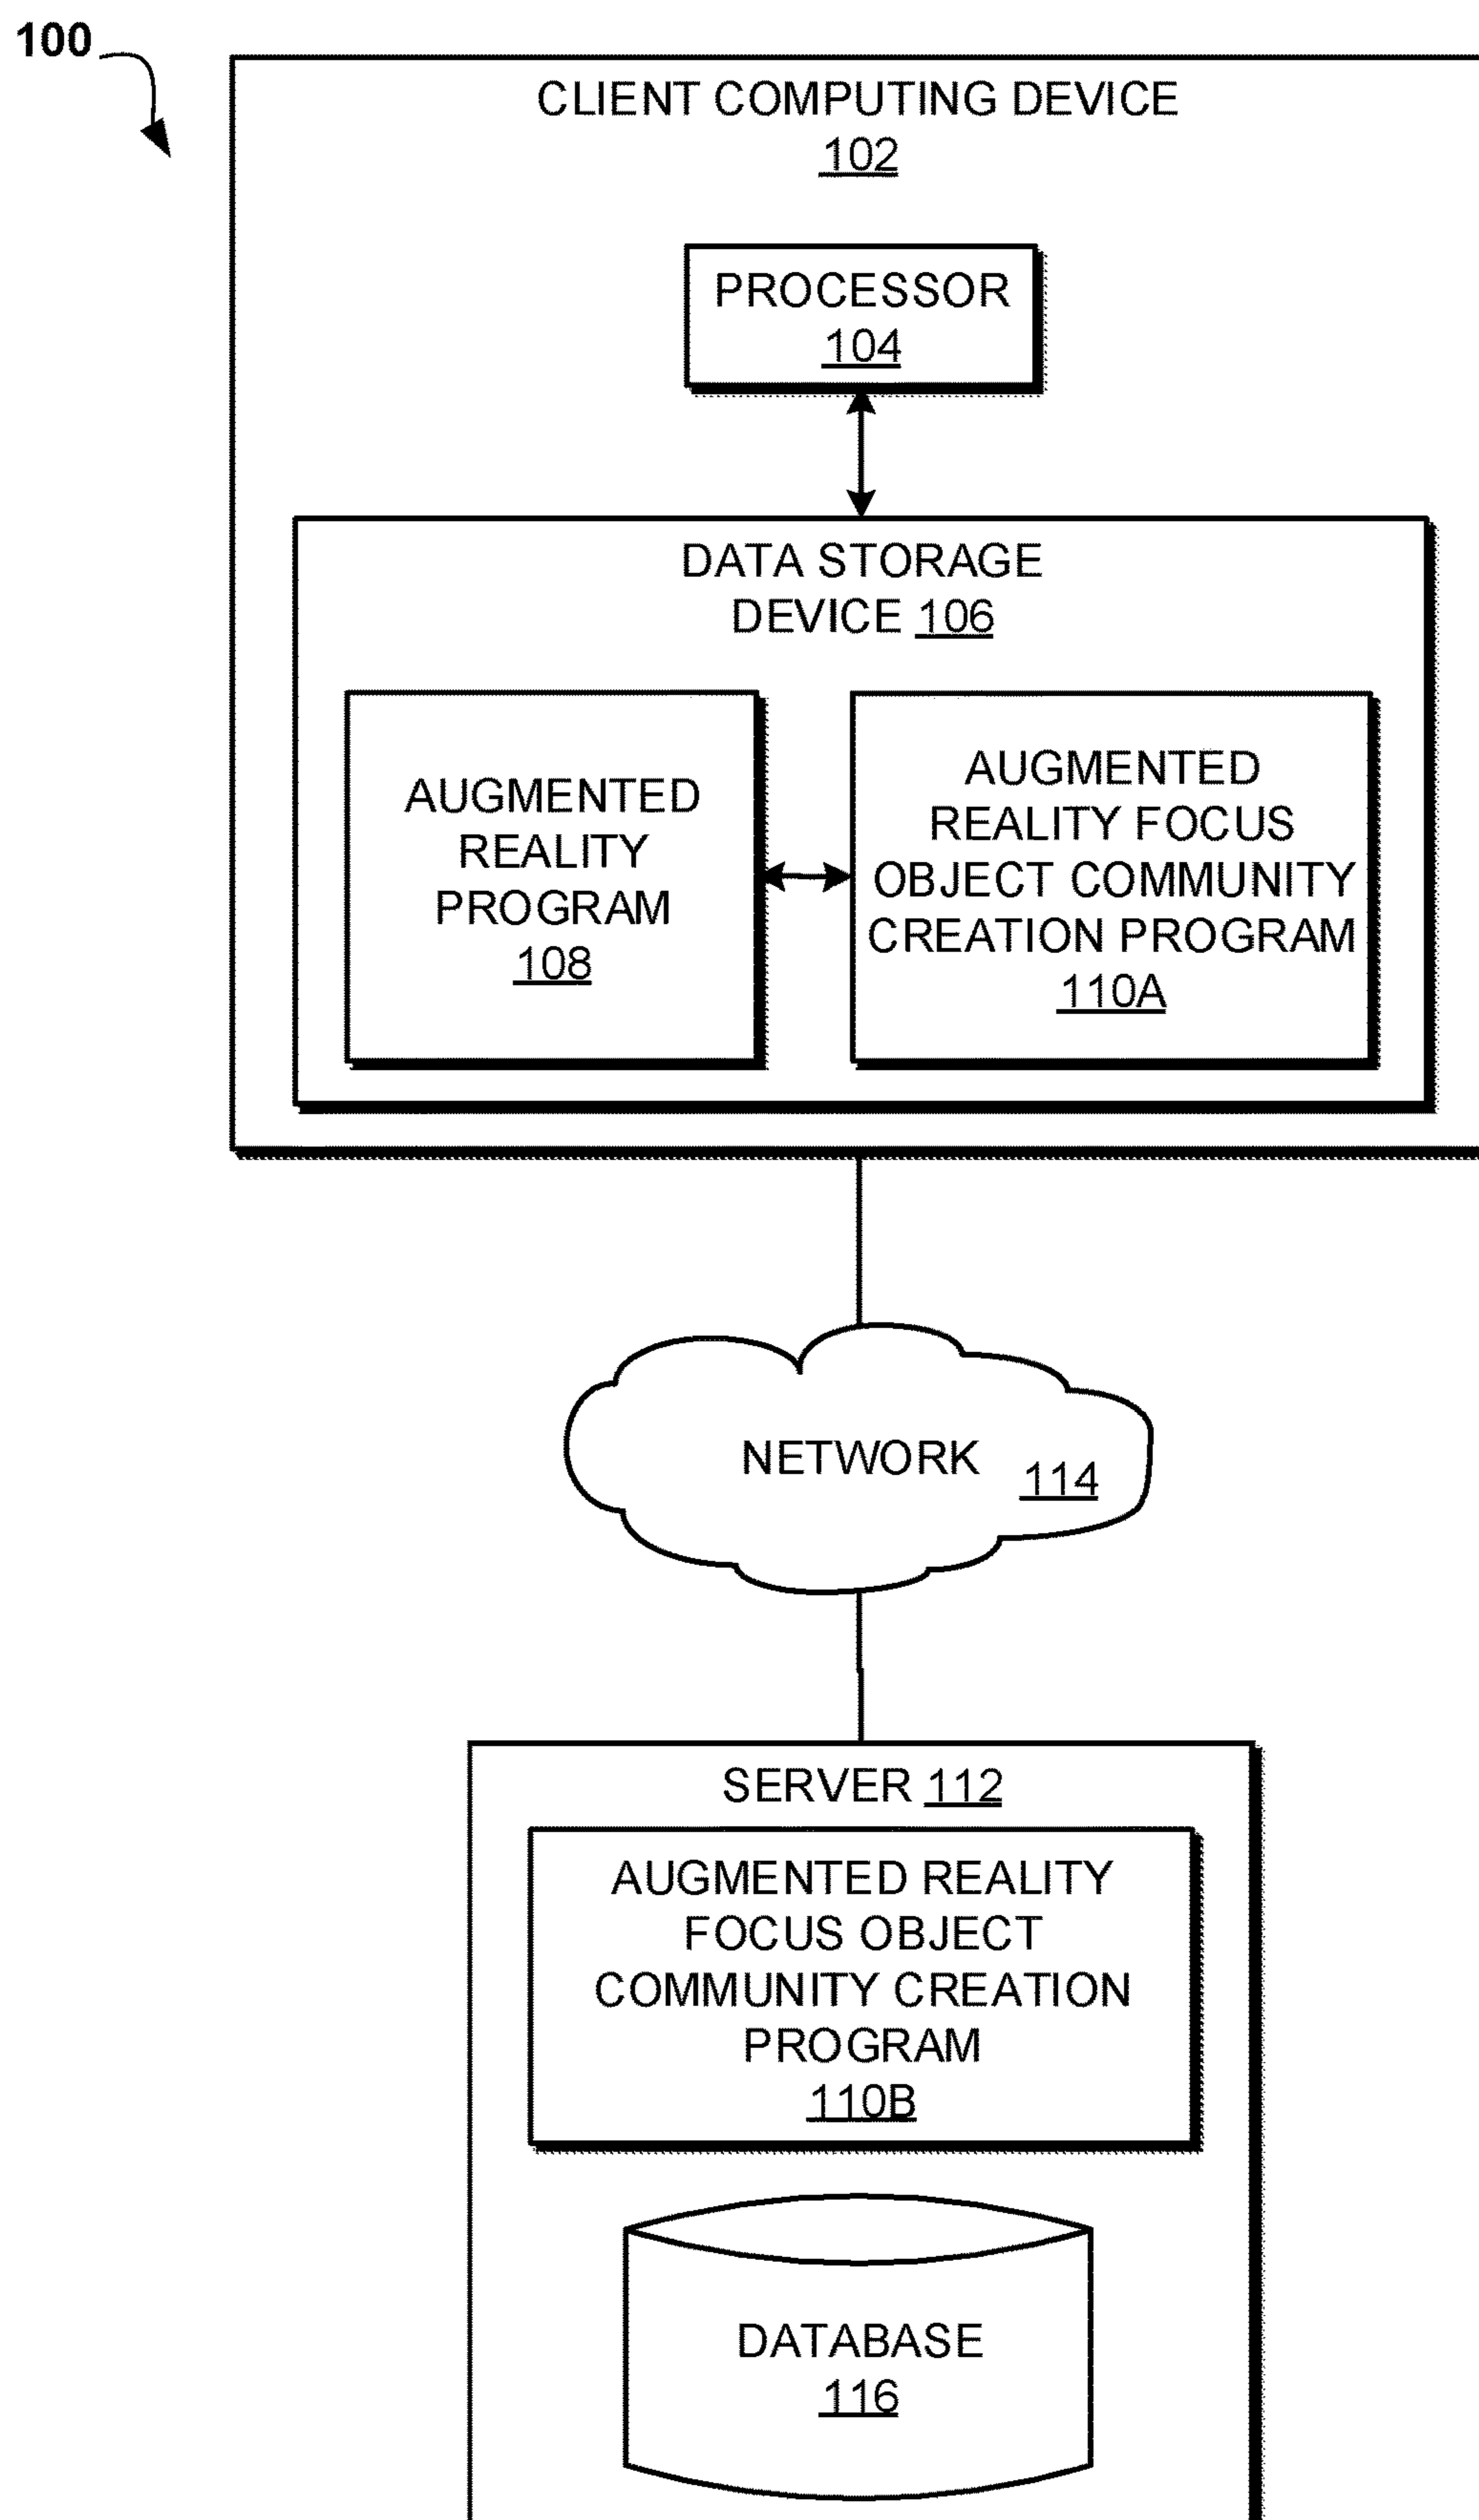 100
CLIENT COMPUTING DEVICE
102
PROCESSOR
104
DATA STORAGE
DEVICE 106
AUGMENTED
REALITY
PROGRAM
108
AUGMENTED
REALITY FOCUS
OBJECT COMMUNITY
CREATION PROGRAM
110A
NETWORK 114
SERVER 112
AUGMENTED REALITY
FOCUS OBJECT
COMMUNITY CREATION
PROGRAM
110B
DATABASE
116